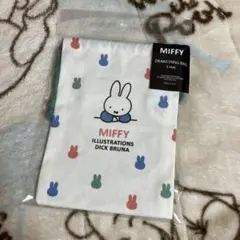 MIFFY
DRAWSTRING BAG
MIFFY
ILLUSTRATIONS
DICK BRUNA